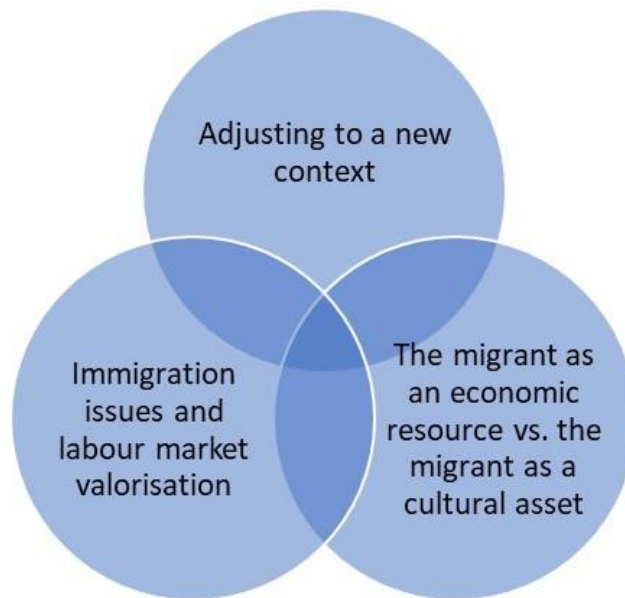 Adjusting to a new
context
Immigration
issues and
labour market
valorisation
The migrant as
an economic
resource vs. the
migrant as a
cultural asset